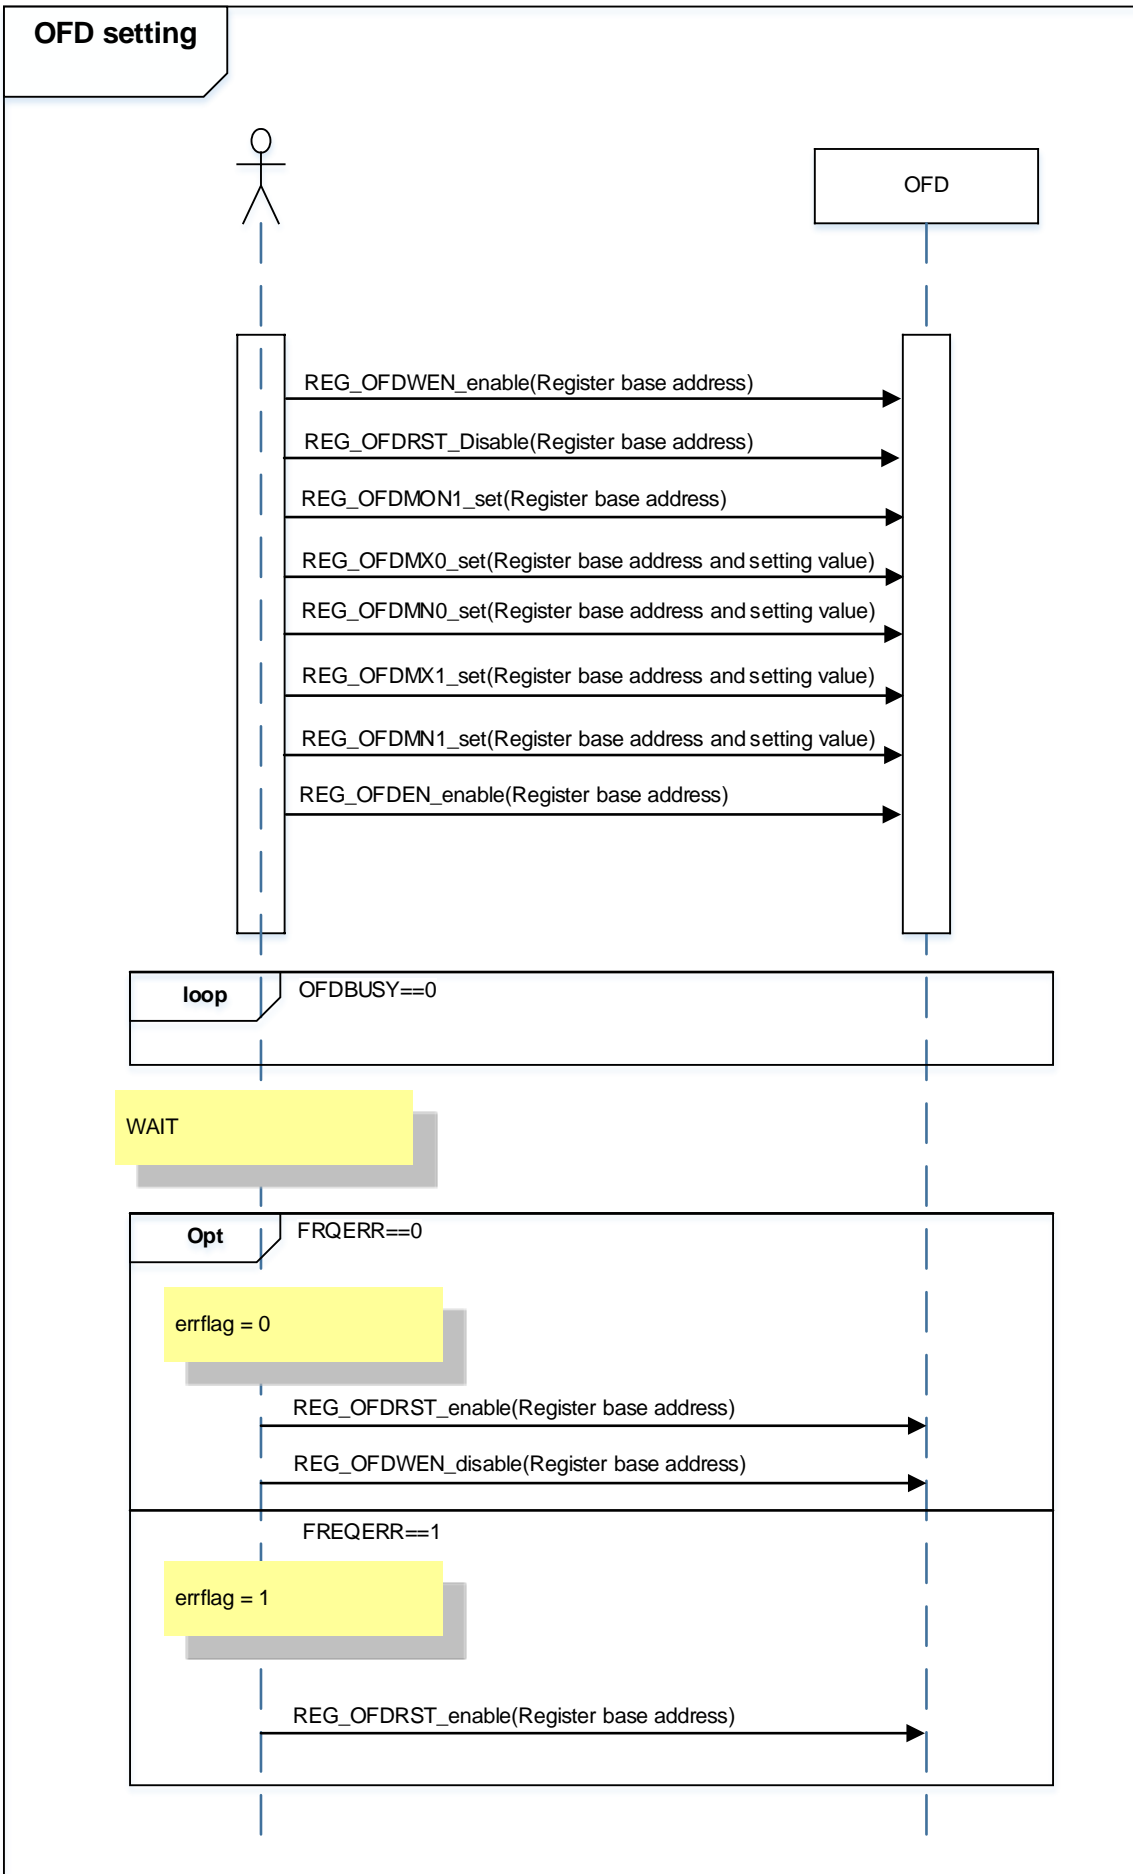 OFD setting
OFD
REG_OFDWEN_enable(Register base address)
REG_OFDRST_Disable(Register base address)
REG_OFDMON1_set(Register base address)
REG_OFDMX0_set(Register base address and setting value)
REG_OFDMN0_set(Register base address and setting value)
REG_OFDMX1_set(Register base address and setting value)
REG_OFDMN1_set(Register base address and setting value)
REG_OFDEN_enable(Register base address)
loop
OFDBUSY==0
WAIT
Opt
FRQERR==0
errflag = 0
REG_OFDRST_enable(Register base address)
REG_OFDWEN_disable(Register base address)
FREQERR==1
errflag = 1
REG_OFDRST_enable(Register base address)